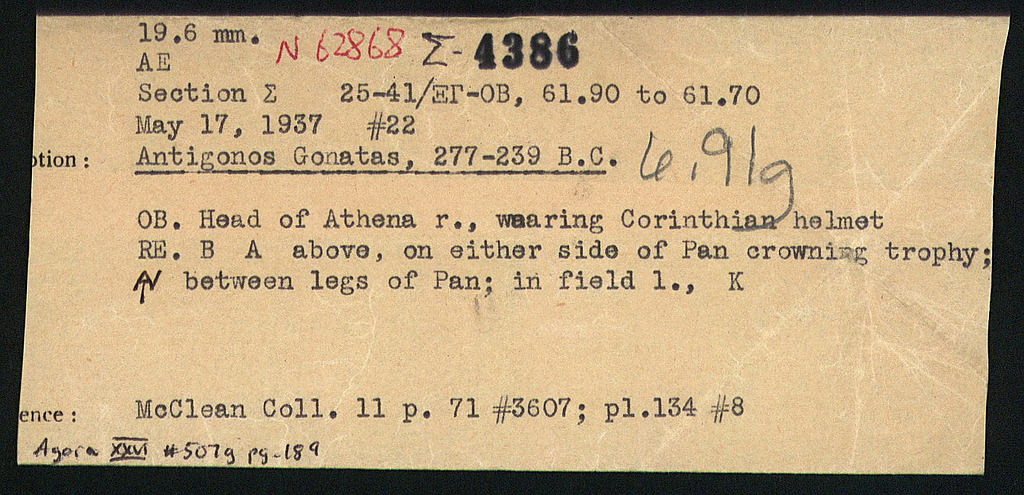 19.6 mm. N 62868 Σ- 4386
AE
Section Σ 25-41/ΞΓ-ΟΒ, 61.90 to 61.70
May 17, 1937 #22
ption : Antigonos Gonatas, 277-239 B.C. 6.91g
OB. Head of Athena r., waaring Corinthian helmet
RE. B A above, on either side of Pan crowning trophy;
between legs of Pan; in field l., K
ence : McClean Coll. 11 p. 71 #3607; pl.134 #8
Agora XXVI #507g pg-189